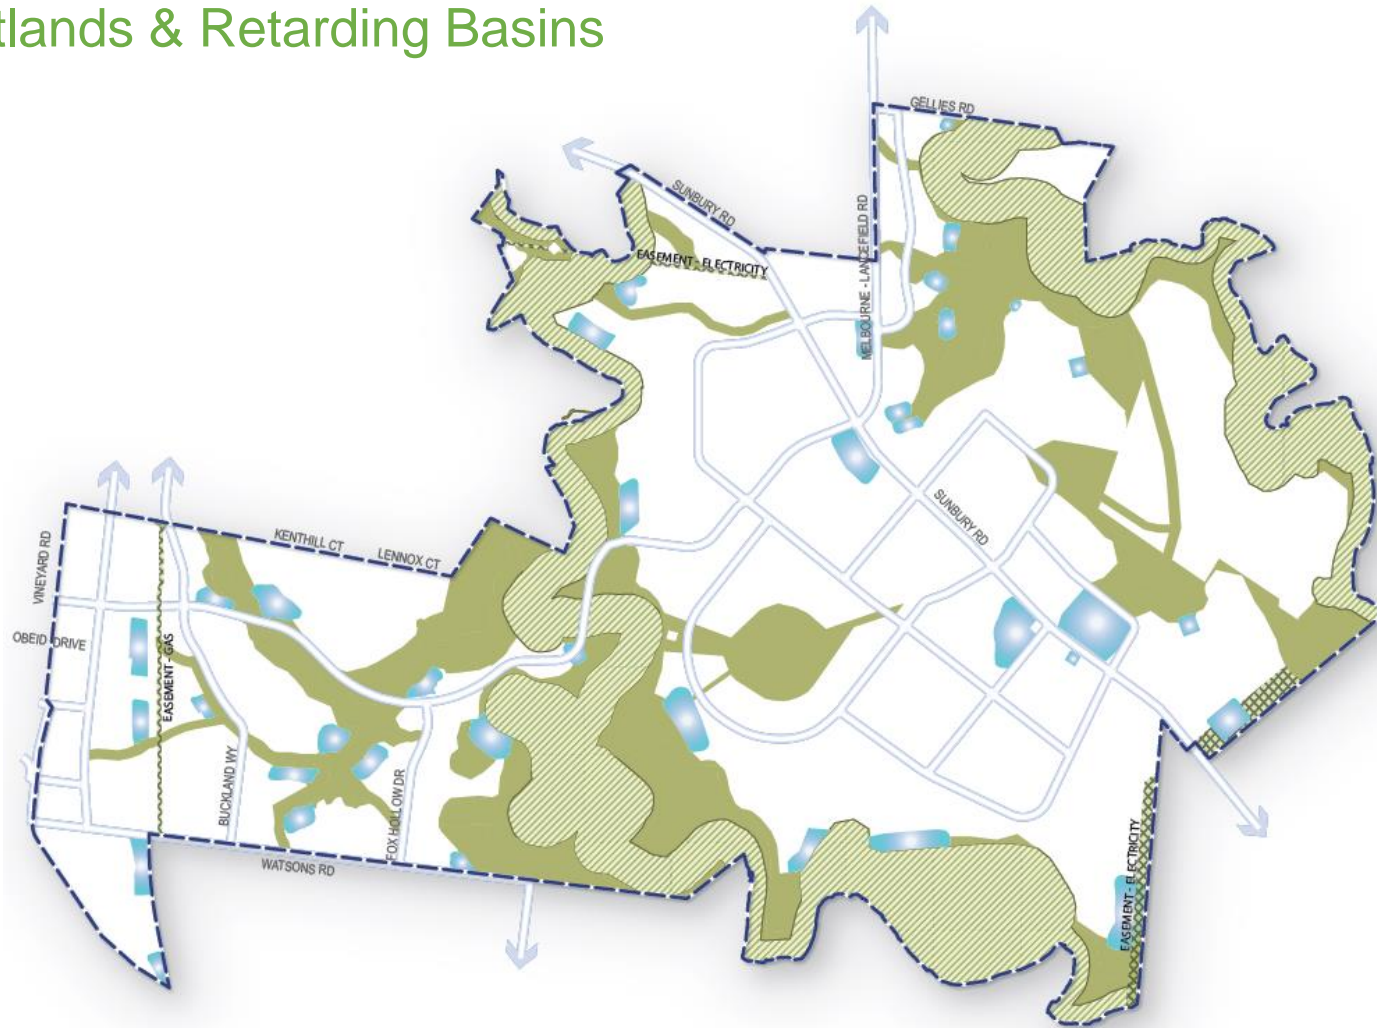 tlands & Retarding Basins
GELLIES RD
SUNBURY RD
MELBOURNE - LANCEFIELD RD
EASEMENT - ELECTRICITY
SUNBURY RD
KENTHILL CT
LENNOX CT
VINEYARD RD
OBEID DRIVE
EASEMENT - GAS
BUCKLAND WY
FOX HOLLOW DR
WATSONS RD
EASEMENT - ELECTRICITY